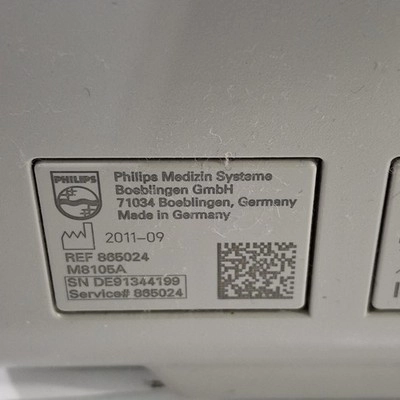 PHILIPS
Philips Medizin Systeme
Boeblingen GmbH
71034 Boeblingen, Germany
Made in Germany
2011-09
REF 865024
M8105A
SN DE91344199
Service# 865024